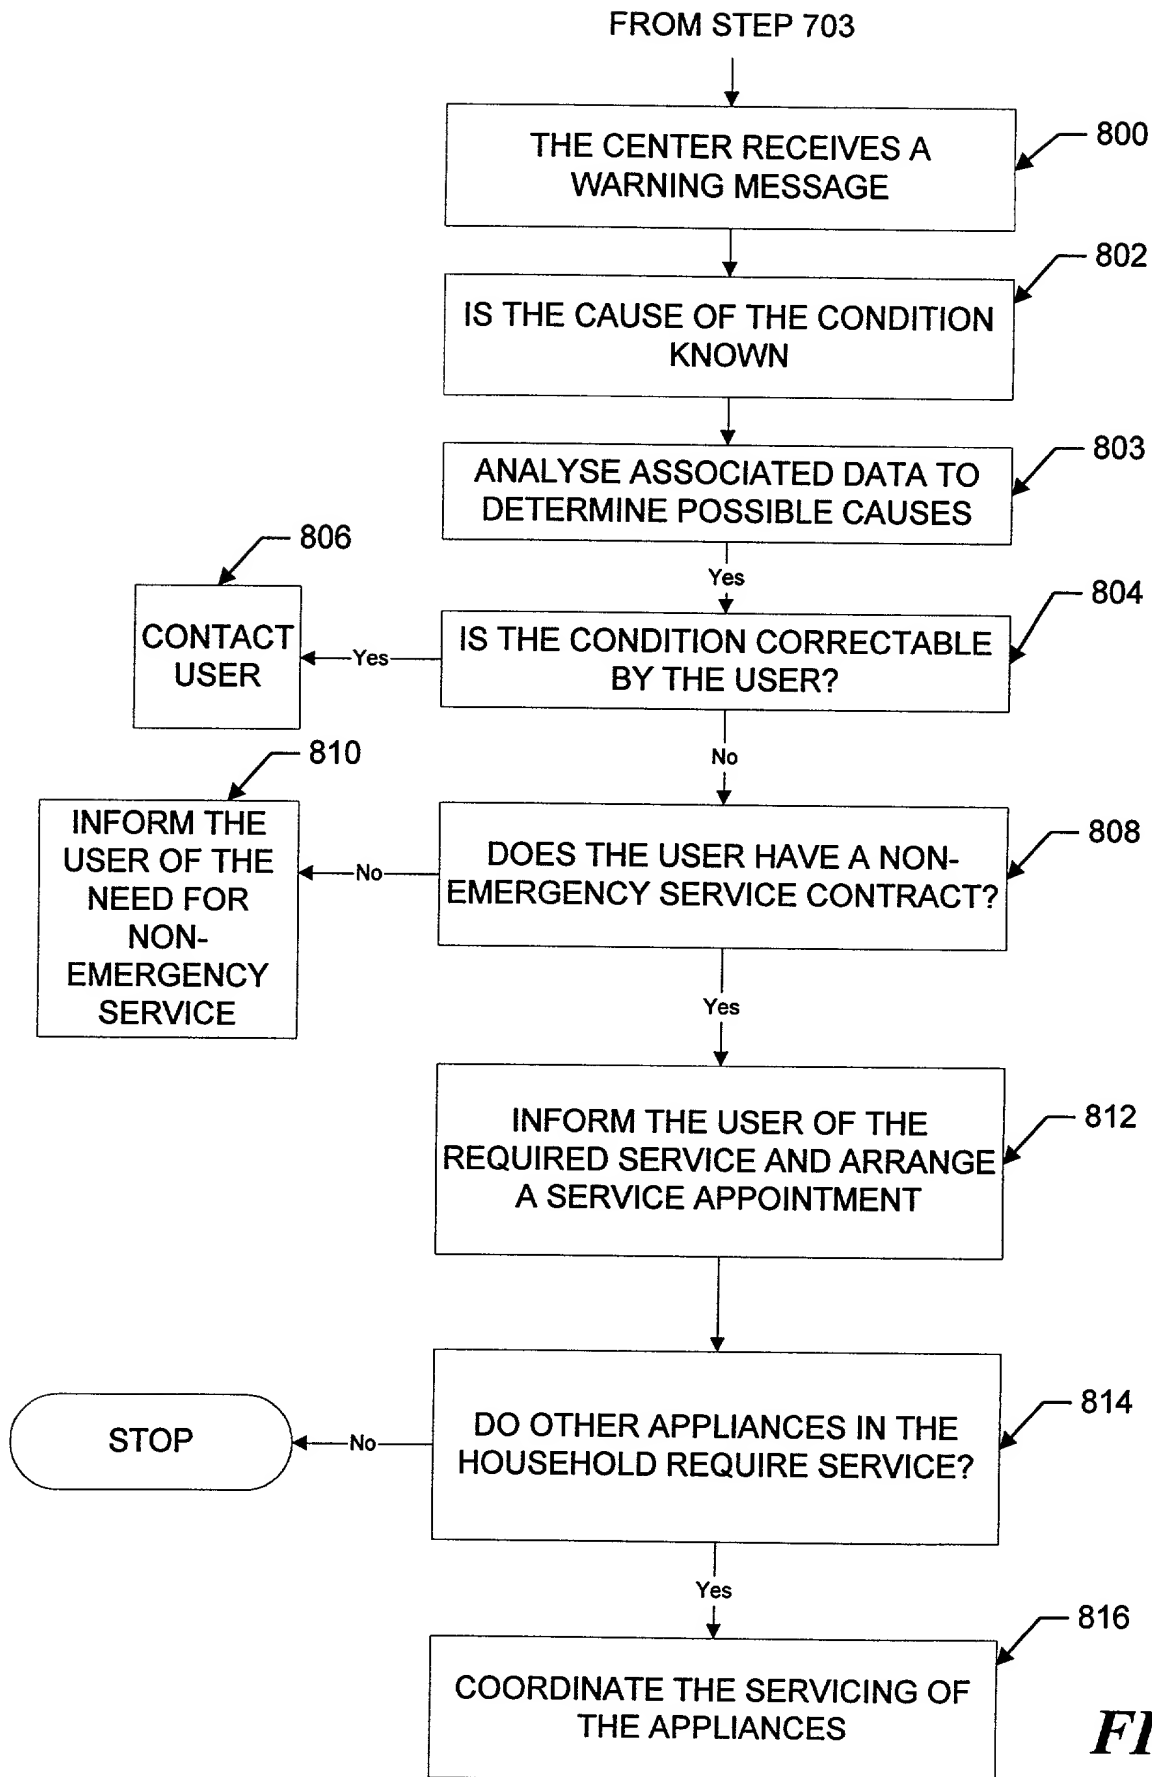 FROM STEP 703
THE CENTER RECEIVES A
WARNING MESSAGE
800
IS THE CAUSE OF THE CONDITION
KNOWN
802
ANALYSE ASSOCIATED DATA TO
DETERMINE POSSIBLE CAUSES
803
Yes
806
CONTACT
USER
Yes
IS THE CONDITION CORRECTABLE
BY THE USER?
804
No
810
INFORM THE
USER OF THE
NEED FOR
NON-
EMERGENCY
SERVICE
No
DOES THE USER HAVE A NON-
EMERGENCY SERVICE CONTRACT?
808
Yes
INFORM THE USER OF THE
REQUIRED SERVICE AND ARRANGE
A SERVICE APPOINTMENT
812
STOP
No
DO OTHER APPLIANCES IN THE
HOUSEHOLD REQUIRE SERVICE?
814
Yes
COORDINATE THE SERVICING OF
THE APPLIANCES
816